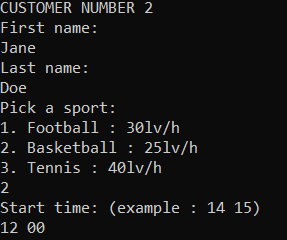 CUSTOMER NUMBER 2
First name:
Jane
Last name:
Doe
Pick a sport:
1. Football : 30lv/h
2. Basketball : 25lv/h
3. Tennis : 40lv/h
2
Start time: (example : 14 15)
12 00